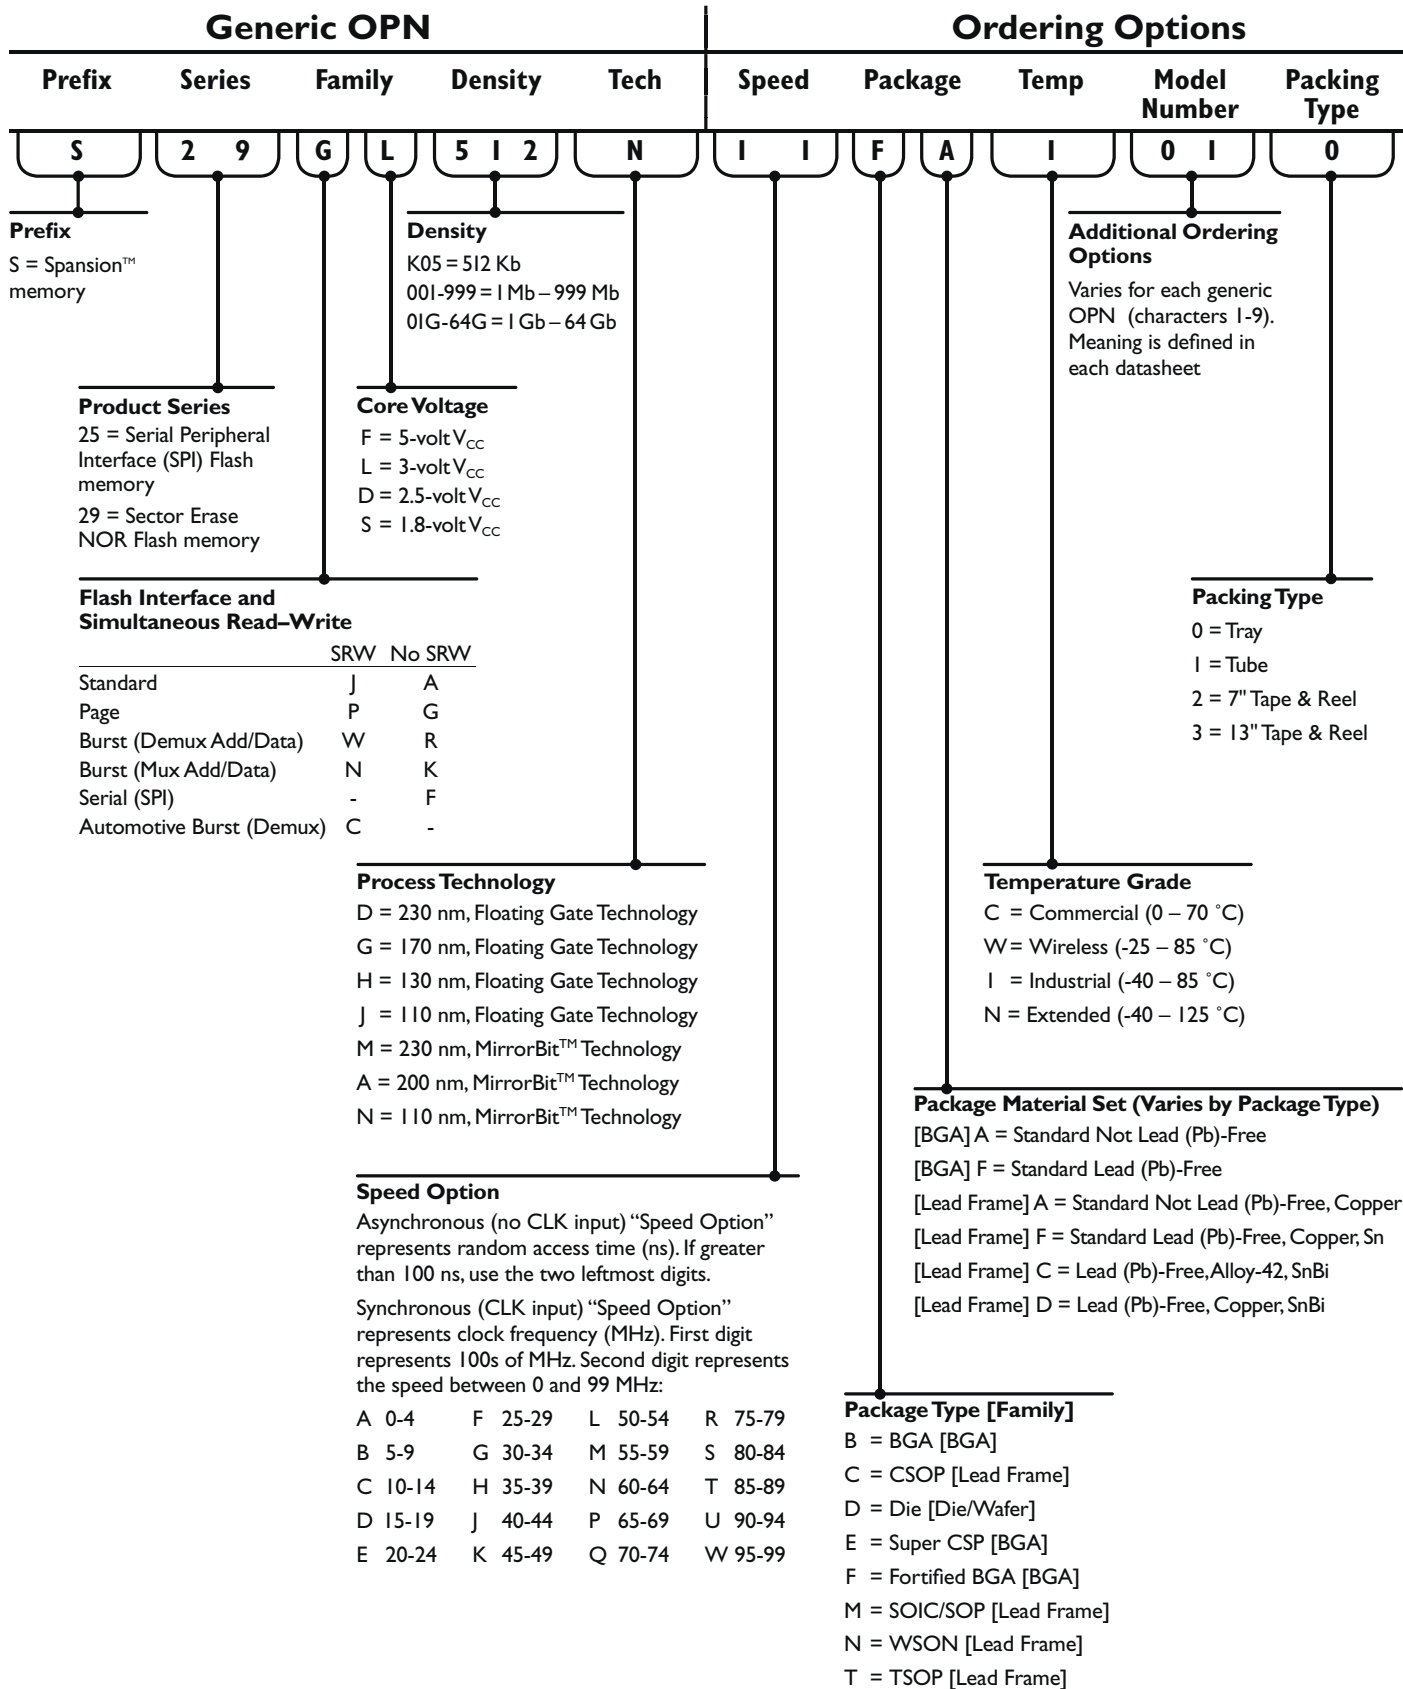 Generic OPN
Ordering Options
Prefix Series Family Density Tech Speed Package Temp Model Number Packing Type
S 2 9 G L 5 1 2 N 1 1 F A I 0 1 0
Prefix
S = Spansion™
memory
Density
K05 = 512 Kb
001-999 = 1 Mb – 999 Mb
01G-64G = 1 Gb – 64 Gb
Additional Ordering
Options
Varies for each generic
OPN (characters 1-9).
Meaning is defined in
each datasheet
Product Series
25 = Serial Peripheral
Interface (SPI) Flash
memory
29 = Sector Erase
NOR Flash memory
Core Voltage
F = 5-volt VCC
L = 3-volt VCC
D = 2.5-volt VCC
S = 1.8-volt VCC
Flash Interface and
Simultaneous Read–Write
SRW No SRW
Standard J A
Page P G
Burst (Demux Add/Data) W R
Burst (Mux Add/Data) N K
Serial (SPI) - F
Automotive Burst (Demux) C -
Packing Type
0 = Tray
1 = Tube
2 = 7" Tape & Reel
3 = 13" Tape & Reel
Process Technology
D = 230 nm, Floating Gate Technology
G = 170 nm, Floating Gate Technology
H = 130 nm, Floating Gate Technology
J = 110 nm, Floating Gate Technology
M = 230 nm, MirrorBit™ Technology
A = 200 nm, MirrorBit™ Technology
N = 110 nm, MirrorBit™ Technology
Temperature Grade
C = Commercial (0 – 70 ˚C)
W = Wireless (-25 – 85 ˚C)
I = Industrial (-40 – 85 ˚C)
N = Extended (-40 – 125 ˚C)
Package Material Set (Varies by Package Type)
[BGA] A = Standard Not Lead (Pb)-Free
[BGA] F = Standard Lead (Pb)-Free
[Lead Frame] A = Standard Not Lead (Pb)-Free, Copper
[Lead Frame] F = Standard Lead (Pb)-Free, Copper, Sn
[Lead Frame] C = Lead (Pb)-Free, Alloy-42, SnBi
[Lead Frame] D = Lead (Pb)-Free, Copper, SnBi
Speed Option
Asynchronous (no CLK input) “Speed Option”
represents random access time (ns). If greater
than 100 ns, use the two leftmost digits.
Synchronous (CLK input) “Speed Option”
represents clock frequency (MHz). First digit
represents 100s of MHz. Second digit represents
the speed between 0 and 99 MHz:
A 0-4 F 25-29 L 50-54 R 75-79
B 5-9 G 30-34 M 55-59 S 80-84
C 10-14 H 35-39 N 60-64 T 85-89
D 15-19 J 40-44 P 65-69 U 90-94
E 20-24 K 45-49 Q 70-74 W 95-99
Package Type [Family]
B = BGA [BGA]
C = CSOP [Lead Frame]
D = Die [Die/Wafer]
E = Super CSP [BGA]
F = Fortified BGA [BGA]
M = SOIC/SOP [Lead Frame]
N = WSON [Lead Frame]
T = TSOP [Lead Frame]